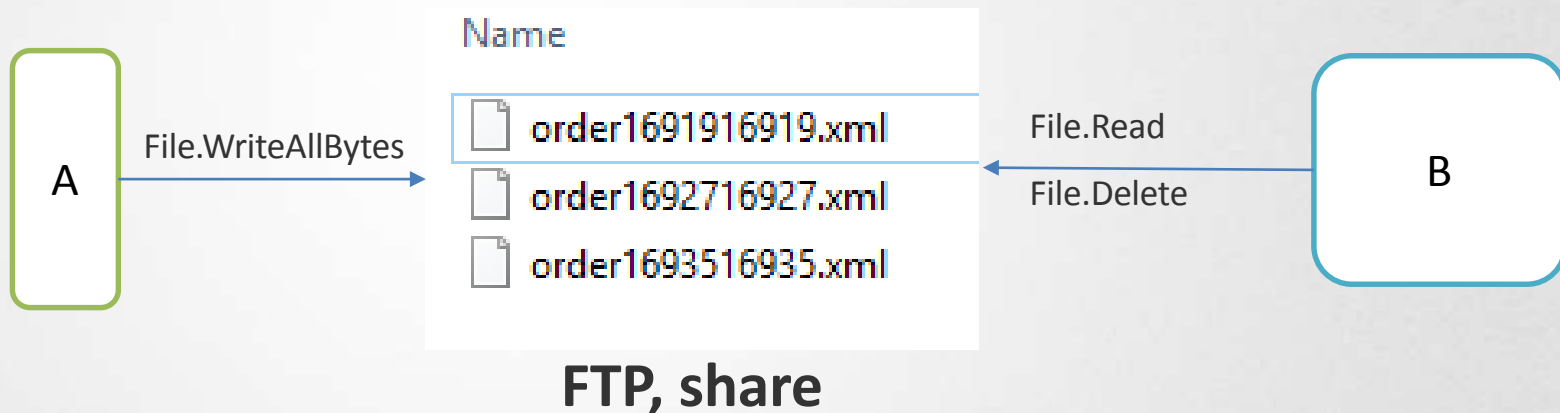 Name
A
File.WriteAllBytes
order1691916919.xml
order1692716927.xml
order1693516935.xml
File.Read
File.Delete
B
FTP, share